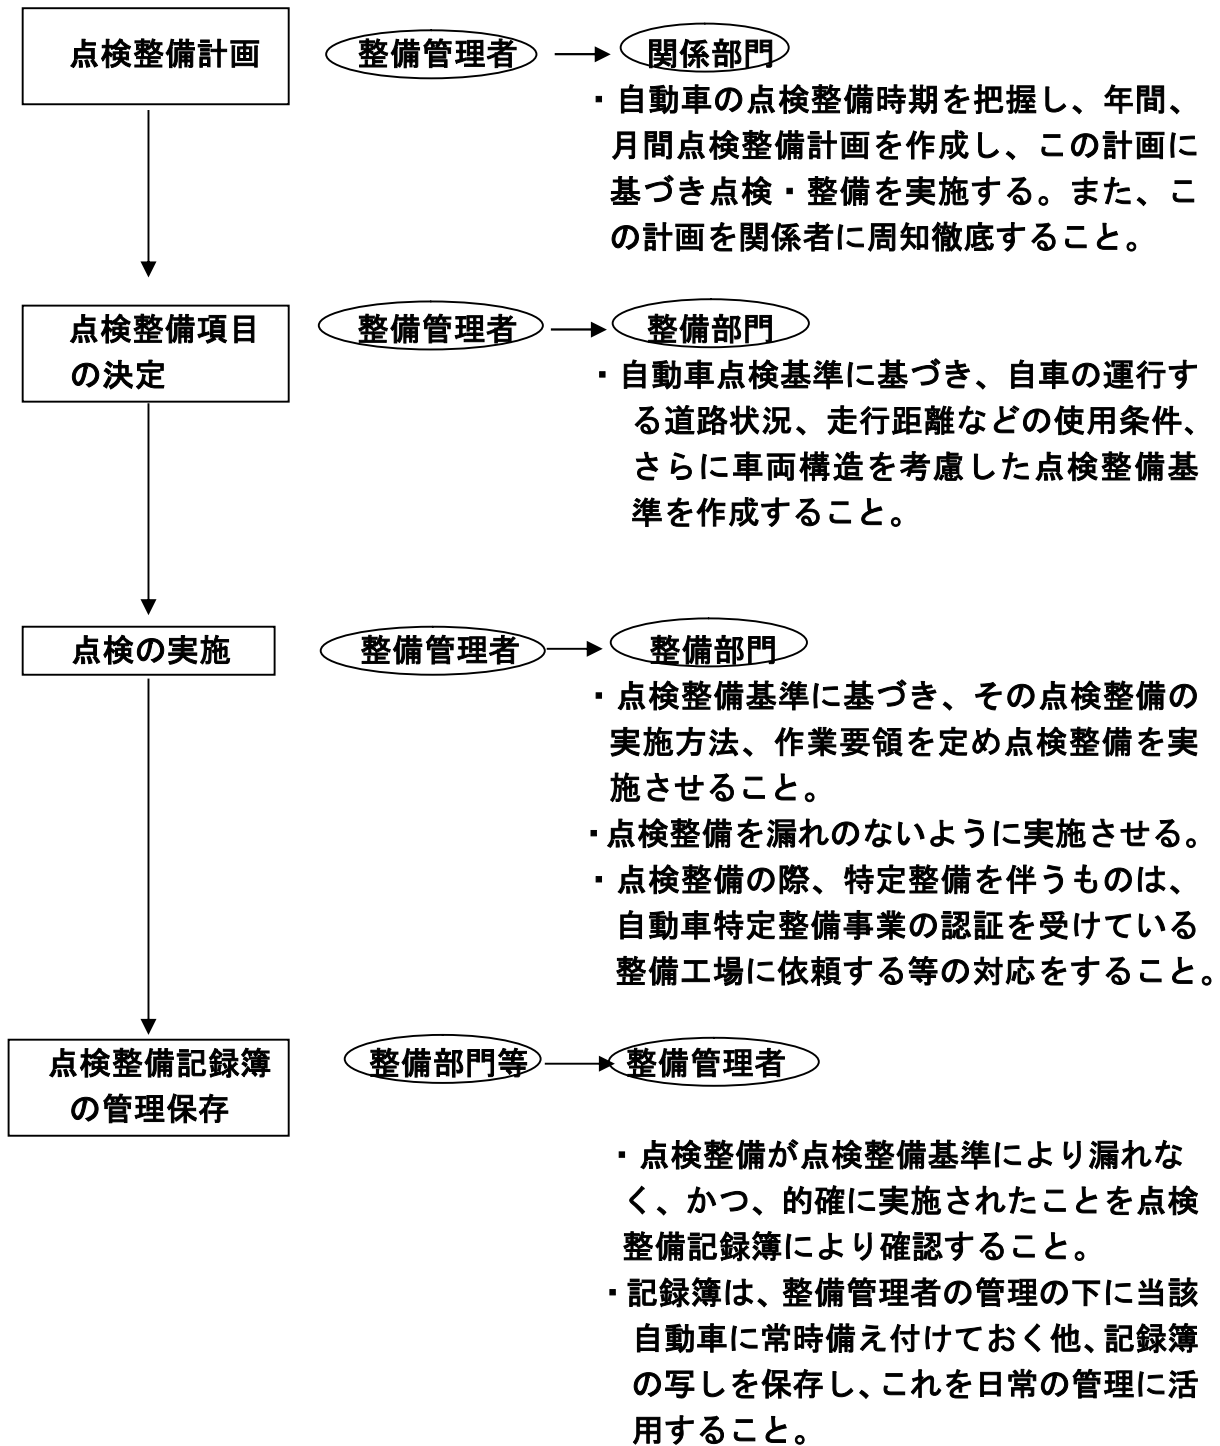 点検整備計画
整備管理者
関係部門
・自動車の点検整備時期を把握し、年間、
月間点検整備計画を作成し、この計画に
基づき点検・整備を実施する。また、こ
の計画を関係者に周知徹底すること。
点検整備項目
の決定
整備管理者
整備部門
・自動車点検基準に基づき、自車の運行す
る道路状況、走行距離などの使用条件、
さらに車両構造を考慮した点検整備基
準を作成すること。
点検の実施
整備管理者
整備部門
・点検整備基準に基づき、その点検整備の
実施方法、作業要領を定め点検整備を実
施させること。
・点検整備を漏れのないように実施させる。
・点検整備の際、特定整備を伴うものは、
自動車特定整備事業の認証を受けている
整備工場に依頼する等の対応をすること。
点検整備記録簿
の管理保存
整備部門等
整備管理者
・点検整備が点検整備基準により漏れな
く、かつ、的確に実施されたことを点検
整備記録簿により確認すること。
・記録簿は、整備管理者の管理の下に当該
自動車に常時備え付けておく他、記録簿
の写しを保存し、これを日常の管理に活
用すること。